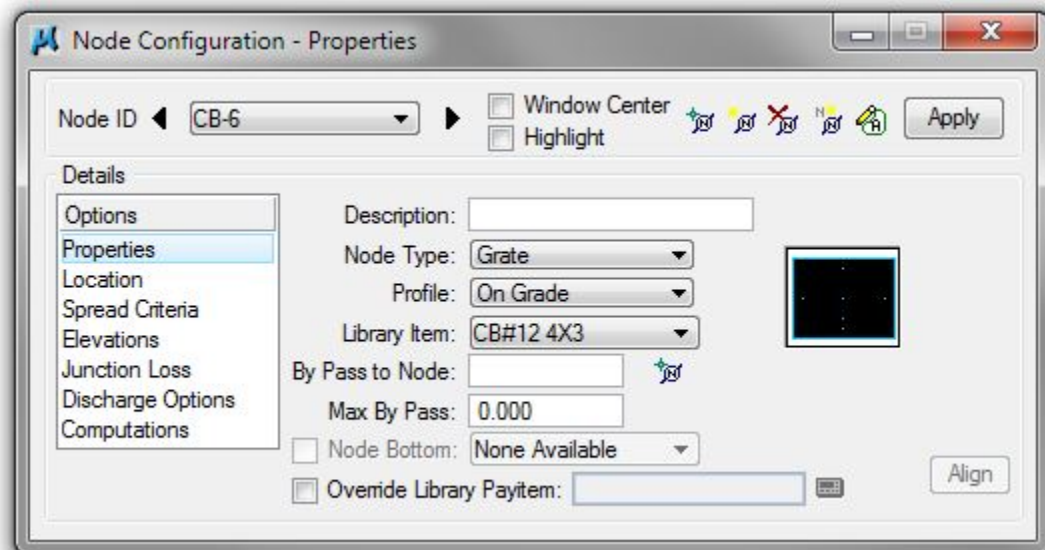 Node Configuration - Properties
Node ID CB-6 Window Center Apply
Highlight
Details
Options
Properties
Location
Spread Criteria
Elevations
Junction Loss
Discharge Options
Computations
Description:
Node Type: Grate
Profile: On Grade
Library Item: CB#12 4X3
By Pass to Node:
Max By Pass: 0.000
Node Bottom: None Available
Override Library Payitem:
Align